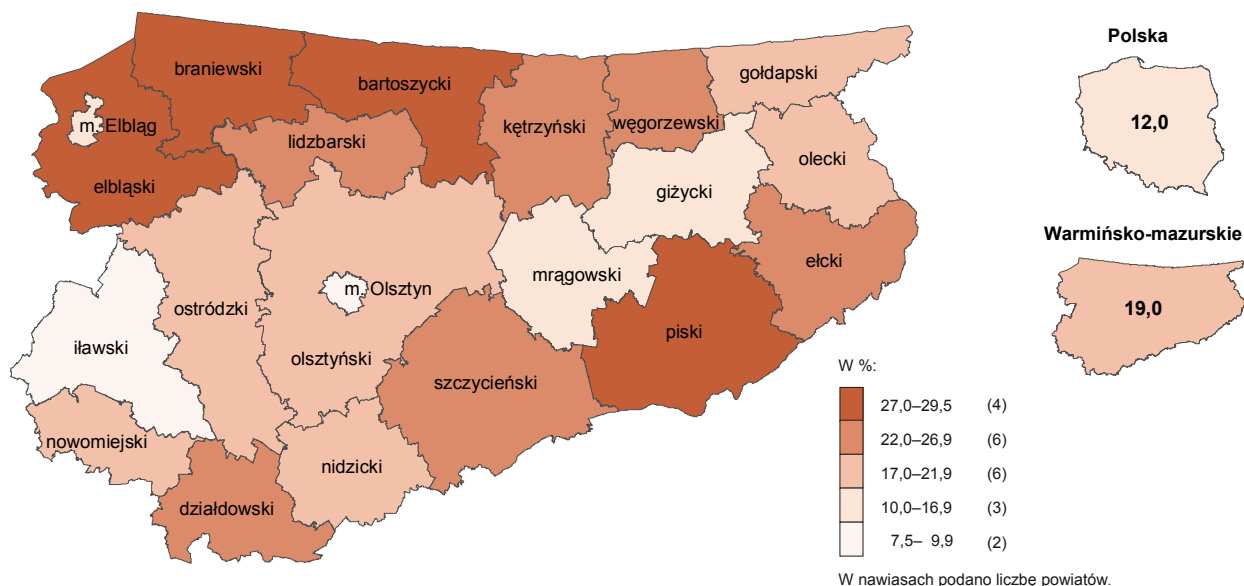 Polska
12,0
Warmińsko-mazurskie
19,0
braniewski
bartoszycki
gołdapski
m. Elbląg
lidzbarski
kętrzyński
węgorzewski
olecki
elbląski
giżycki
ełcki
mrągowski
m. Olsztyn
ostródzki
iławski
olsztyński
piski
szczycieński
nowomiejski
nidzicki
działdowski
W %:
27,0–29,5 (4)
22,0–26,9 (6)
17,0–21,9 (6)
10,0–16,9 (3)
7,5– 9,9 (2)
W nawiasach podano liczbę powiatów.